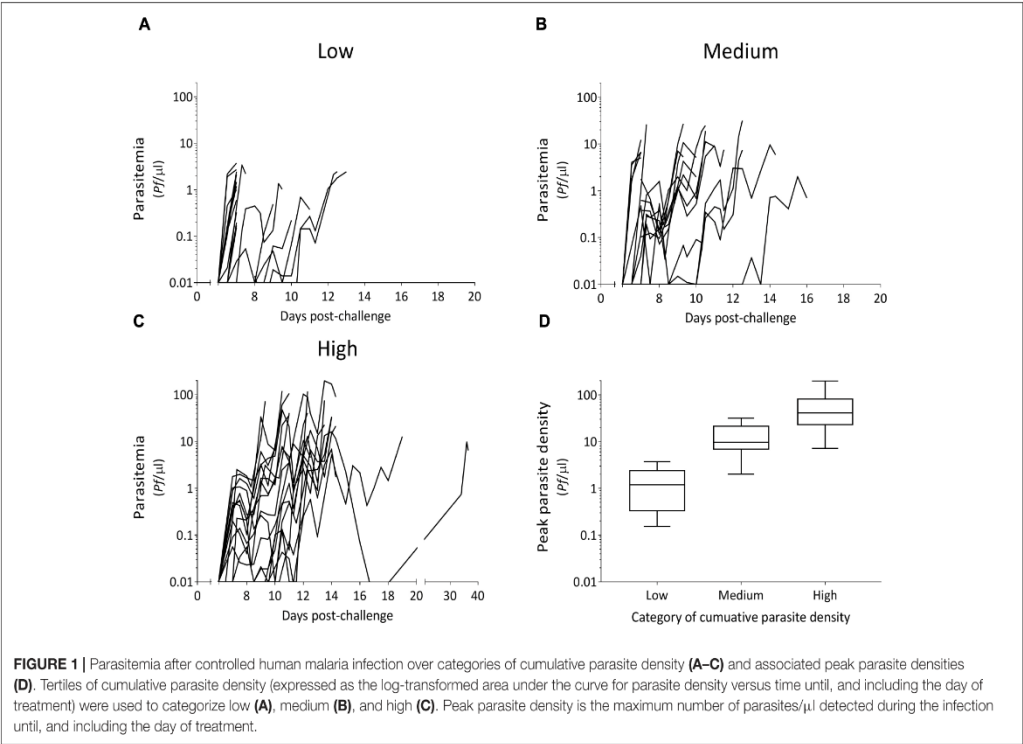 A
Low
Parasitemia
(Pf/μl)
100
10
1
0.1
0.01
0 8 10 12 14 16 18 20
Days post-challenge
B
Medium
Parasitemia
(Pf/μl)
100
10
1
0.1
0.01
0 8 10 12 14 16 18 20
Days post-challenge
C
High
Parasitemia
(Pf/μl)
100
10
1
0.1
0.01
0 8 10 12 14 16 18 20 30 40
Days post-challenge
D
Peak parasite density
(Pf/μl)
100
10
1
0.1
0.01
Low Medium High
Category of cumuative parasite density
FIGURE 1 | Parasitemia after controlled human malaria infection over categories of cumulative parasite density (A–C) and associated peak parasite densities
(D). Tertiles of cumulative parasite density (expressed as the log-transformed area under the curve for parasite density versus time until, and including the day of
treatment) were used to categorize low (A), medium (B), and high (C). Peak parasite density is the maximum number of parasites/μl detected during the infection
until, and including the day of treatment.